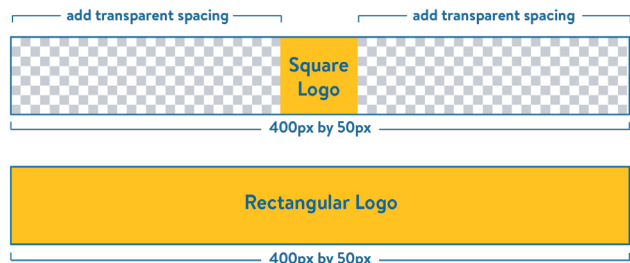 add transparent spacing add transparent spacing
Square
Logo
400px by 50px
Rectangular Logo
400px by 50px